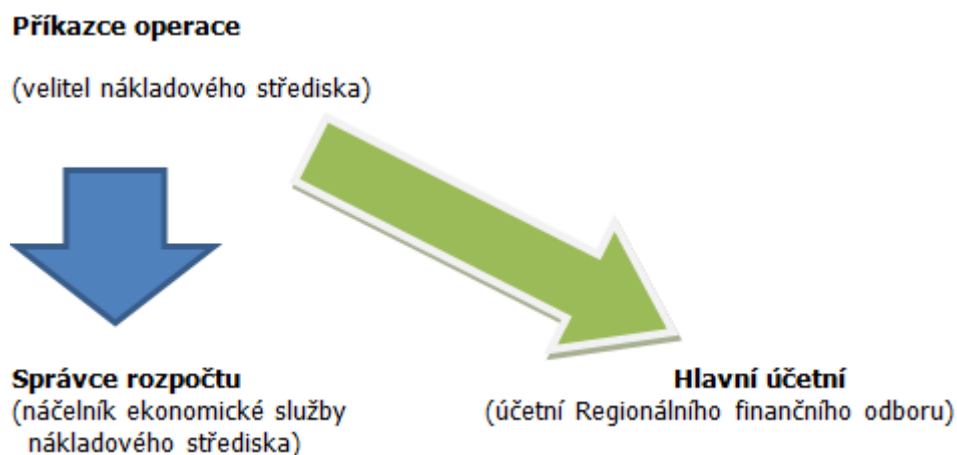 Příkazce operace
(velitel nákladového střediska)
Správce rozpočtu
(náčelník ekonomické služby
nákladového střediska)
Hlavní účetní
(účetní Regionálního finančního odboru)